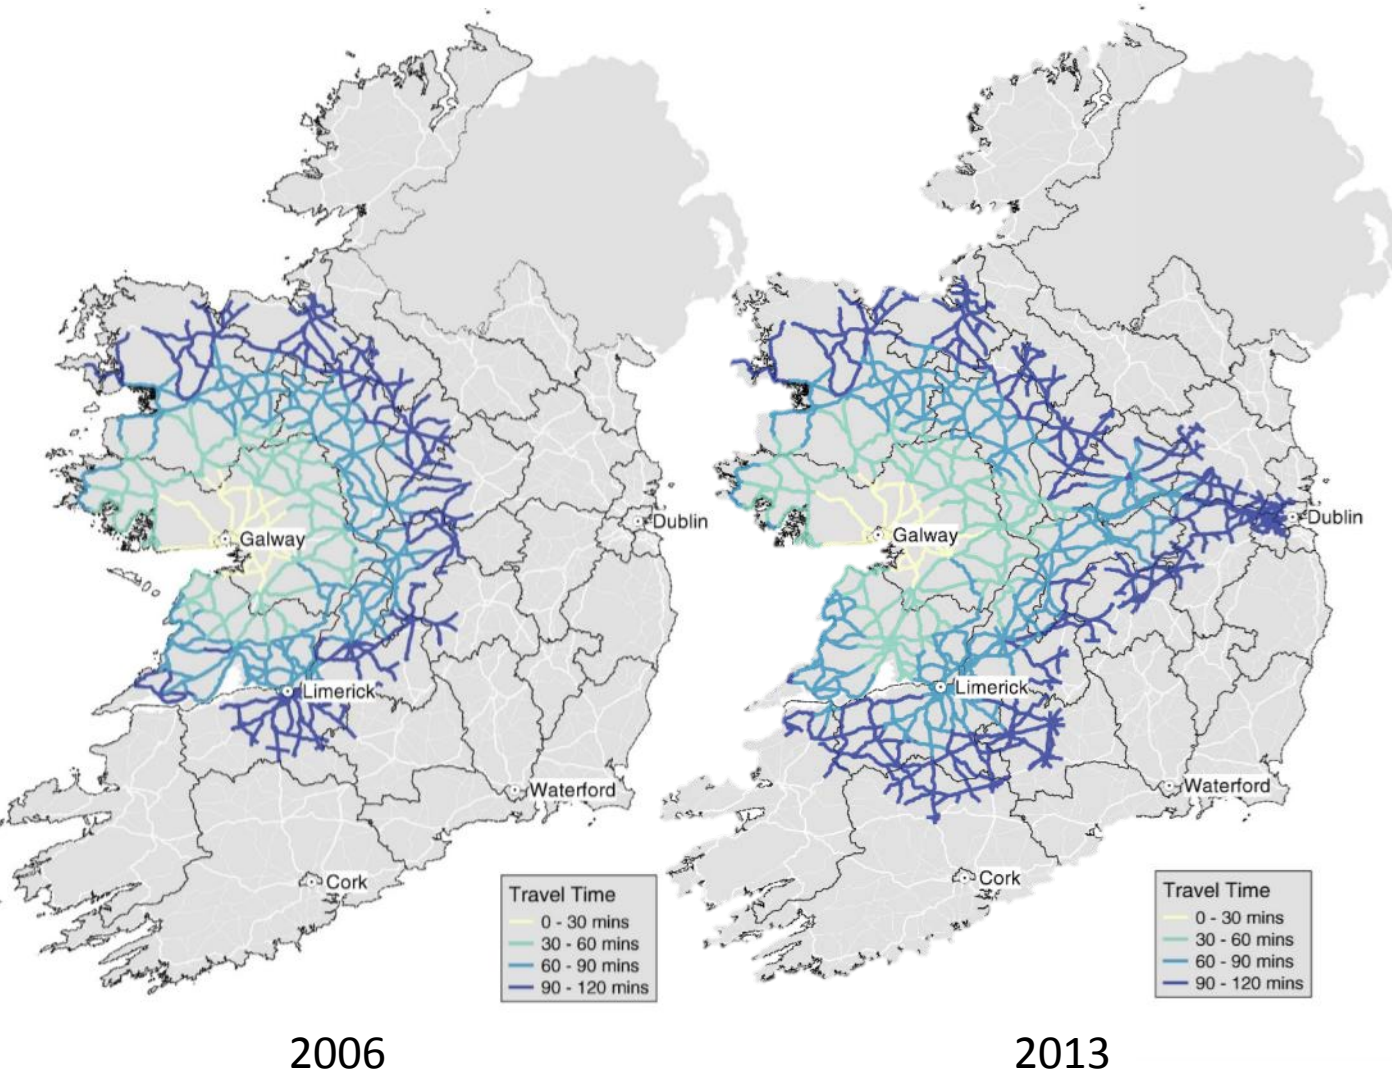 Galway
Dublin
Limerick
Waterford
Cork
Travel Time
0 - 30 mins
30 - 60 mins
60 - 90 mins
90 - 120 mins
2006
Galway
Dublin
Limerick
Waterford
Cork
Travel Time
0 - 30 mins
30 - 60 mins
60 - 90 mins
90 - 120 mins
2013